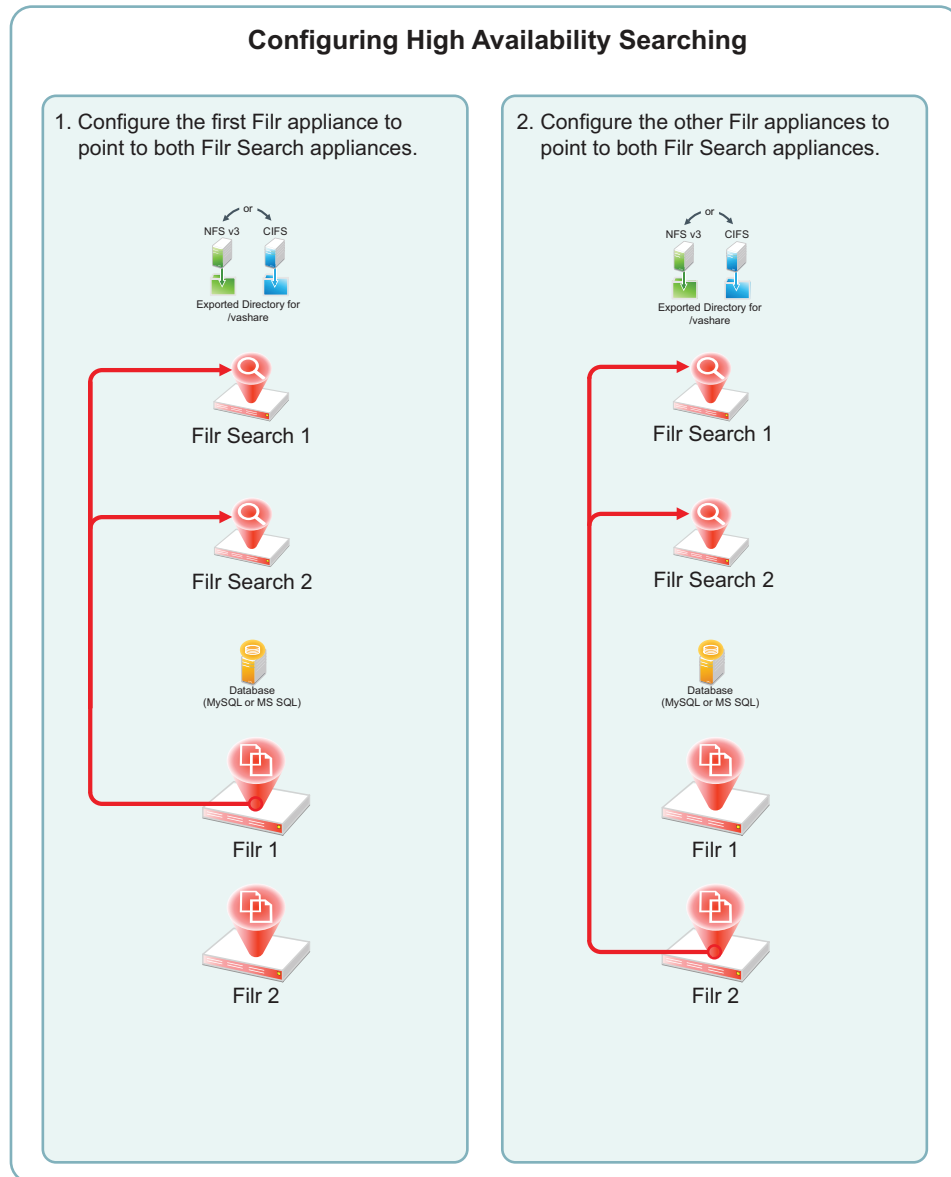 Configuring High Availability Searching
1. Configure the first Filr appliance to
point to both Filr Search appliances.
or
NFS v3
CIFS
Exported Directory for
/vashare
Filr Search 1
Filr Search 2
Database
(MySQL or MS SQL)
Filr 1
Filr 2
2. Configure the other Filr appliances to
point to both Filr Search appliances.
or
NFS v3
CIFS
Exported Directory for
/vashare
Filr Search 1
Filr Search 2
Database
(MySQL or MS SQL)
Filr 1
Filr 2